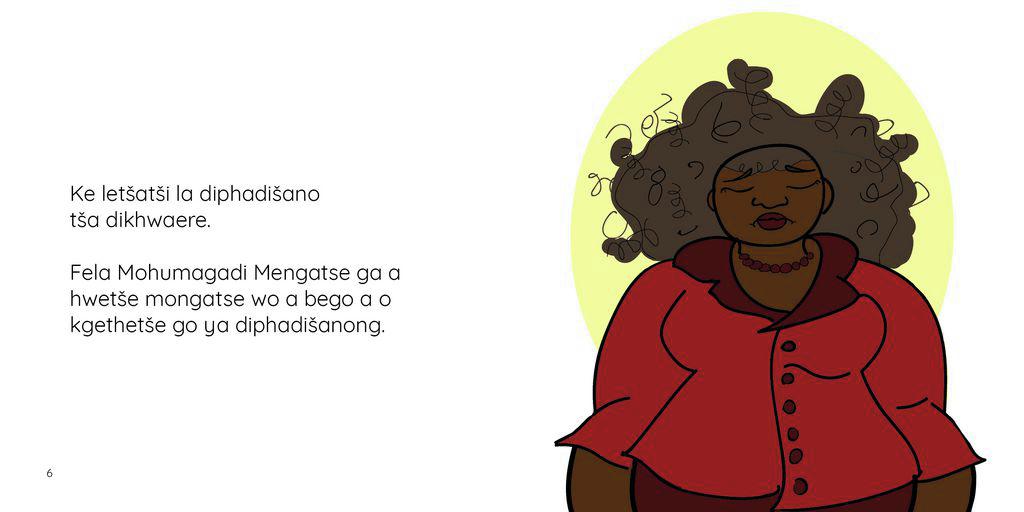 Ke letšatši la diphadišano
tša dikhwaere.
Fela Mohumagadi Mengatse ga a
hwetše mongatse wo a bego a o
kgethetše go ya diphadišanong.
6